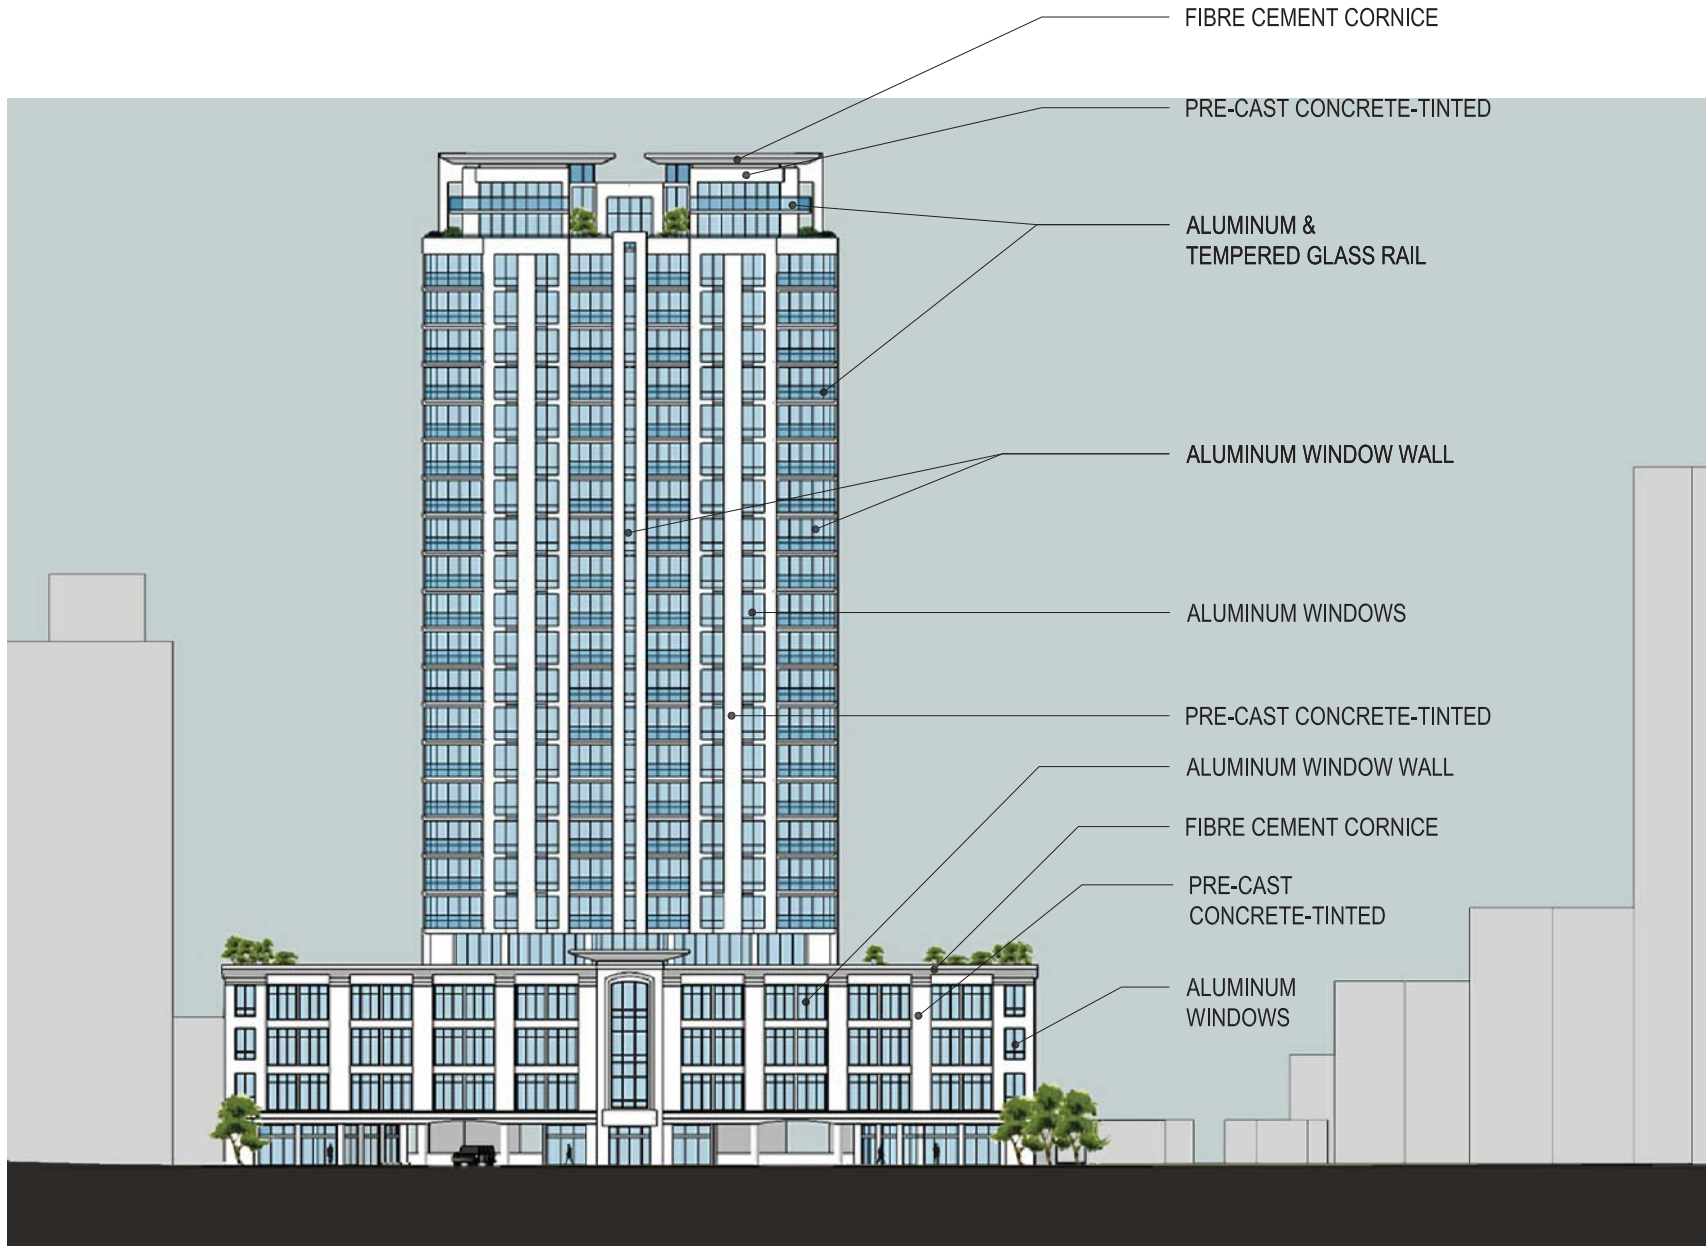 FIBRE CEMENT CORNICE
PRE-CAST CONCRETE-TINTED
ALUMINUM &
TEMPERED GLASS RAIL
ALUMINUM WINDOW WALL
ALUMINUM WINDOWS
PRE-CAST CONCRETE-TINTED
ALUMINUM WINDOW WALL
FIBRE CEMENT CORNICE
PRE-CAST
CONCRETE-TINTED
ALUMINUM
WINDOWS